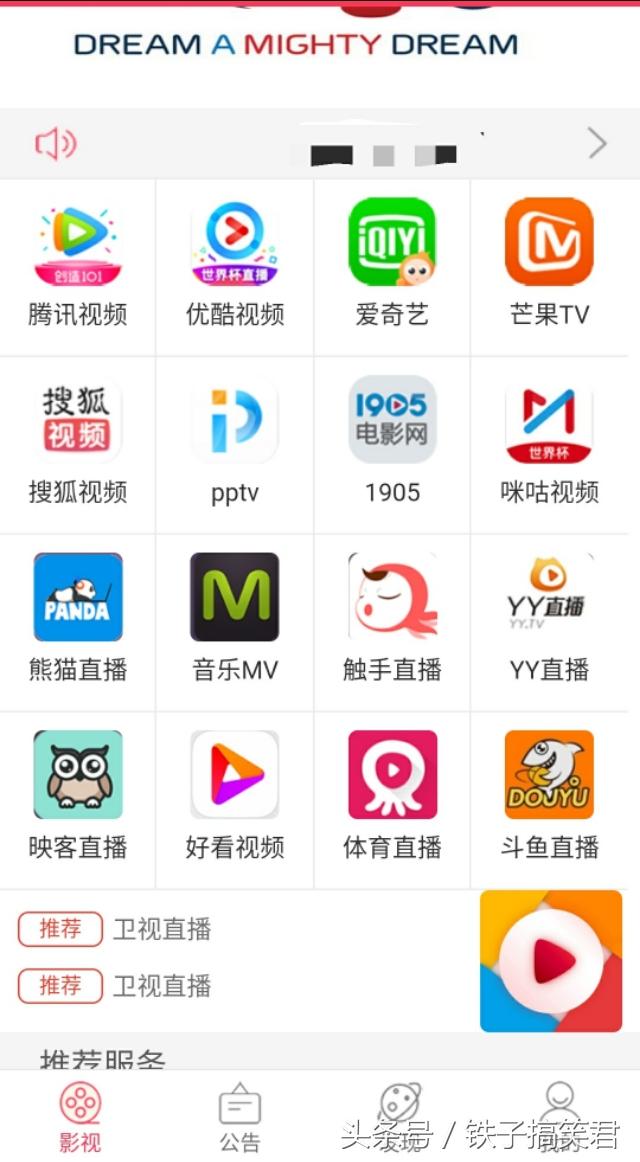 DREAM A MIGHTY DREAM
创造101
世界杯直播
iQIYI
腾讯视频
优酷视频
爱奇艺
芒果TV
搜狐
视频
1905
电影网
世界杯
搜狐视频
pptv
1905
咪咕视频
PANDA
M
YY直播
YY.TV
熊猫直播
音乐MV
触手直播
YY直播
DOUYU
映客直播
好看视频
体育直播
斗鱼直播
推荐 卫视直播
推荐 卫视直播
推荐服务
影视
公告
头条号 / 铁子搞笑君